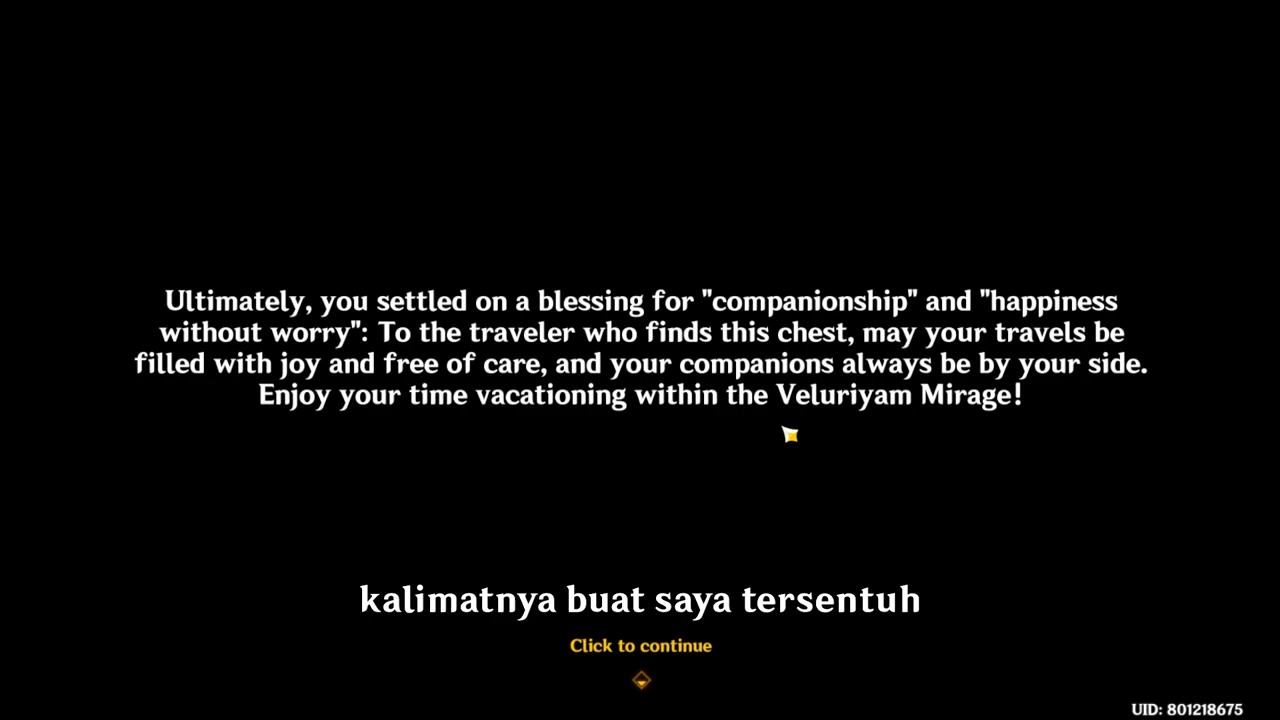 Ultimately, you settled on a blessing for "companionship" and "happiness
without worry": To the traveler who finds this chest, may your travels be
filled with joy and free of care, and your companions always be by your side.
Enjoy your time vacationing within the Veluriyam Mirage!
kalimatnya buat saya tersentuh
Click to continue
UID: 801218675